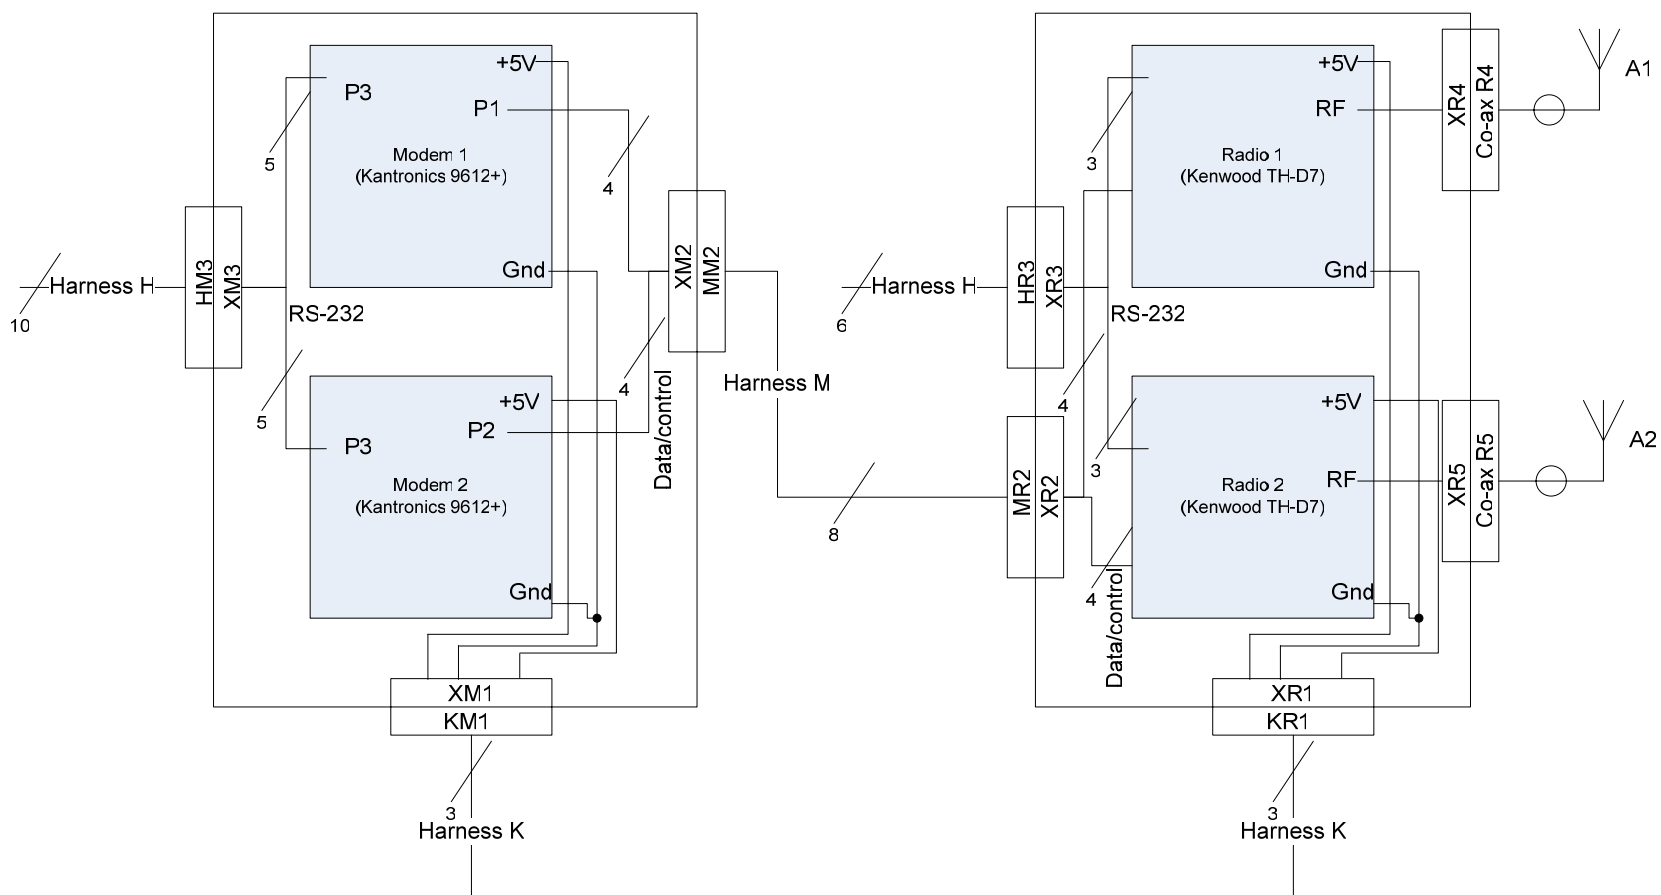 +5V
P3
P1
Modem 1
(Kantronics 9612+)
5
4
Gnd
HM3
XM3
Harness H
10
RS-232
XM2
MM2
5
4
Data/control
Harness M
+5V
P2
P3
Modem 2
(Kantronics 9612+)
Gnd
XM1
KM1
3
Harness K
8
+5V
RF
3
Radio 1
(Kenwood TH-D7)
Gnd
XR4
Co-ax R4
A1
Harness H
6
HR3
XR3
RS-232
4
MR2
XR2
3
+5V
RF
Radio 2
(Kenwood TH-D7)
Gnd
4
Data/control
XR5
Co-ax R5
A2
XR1
KR1
3
Harness K